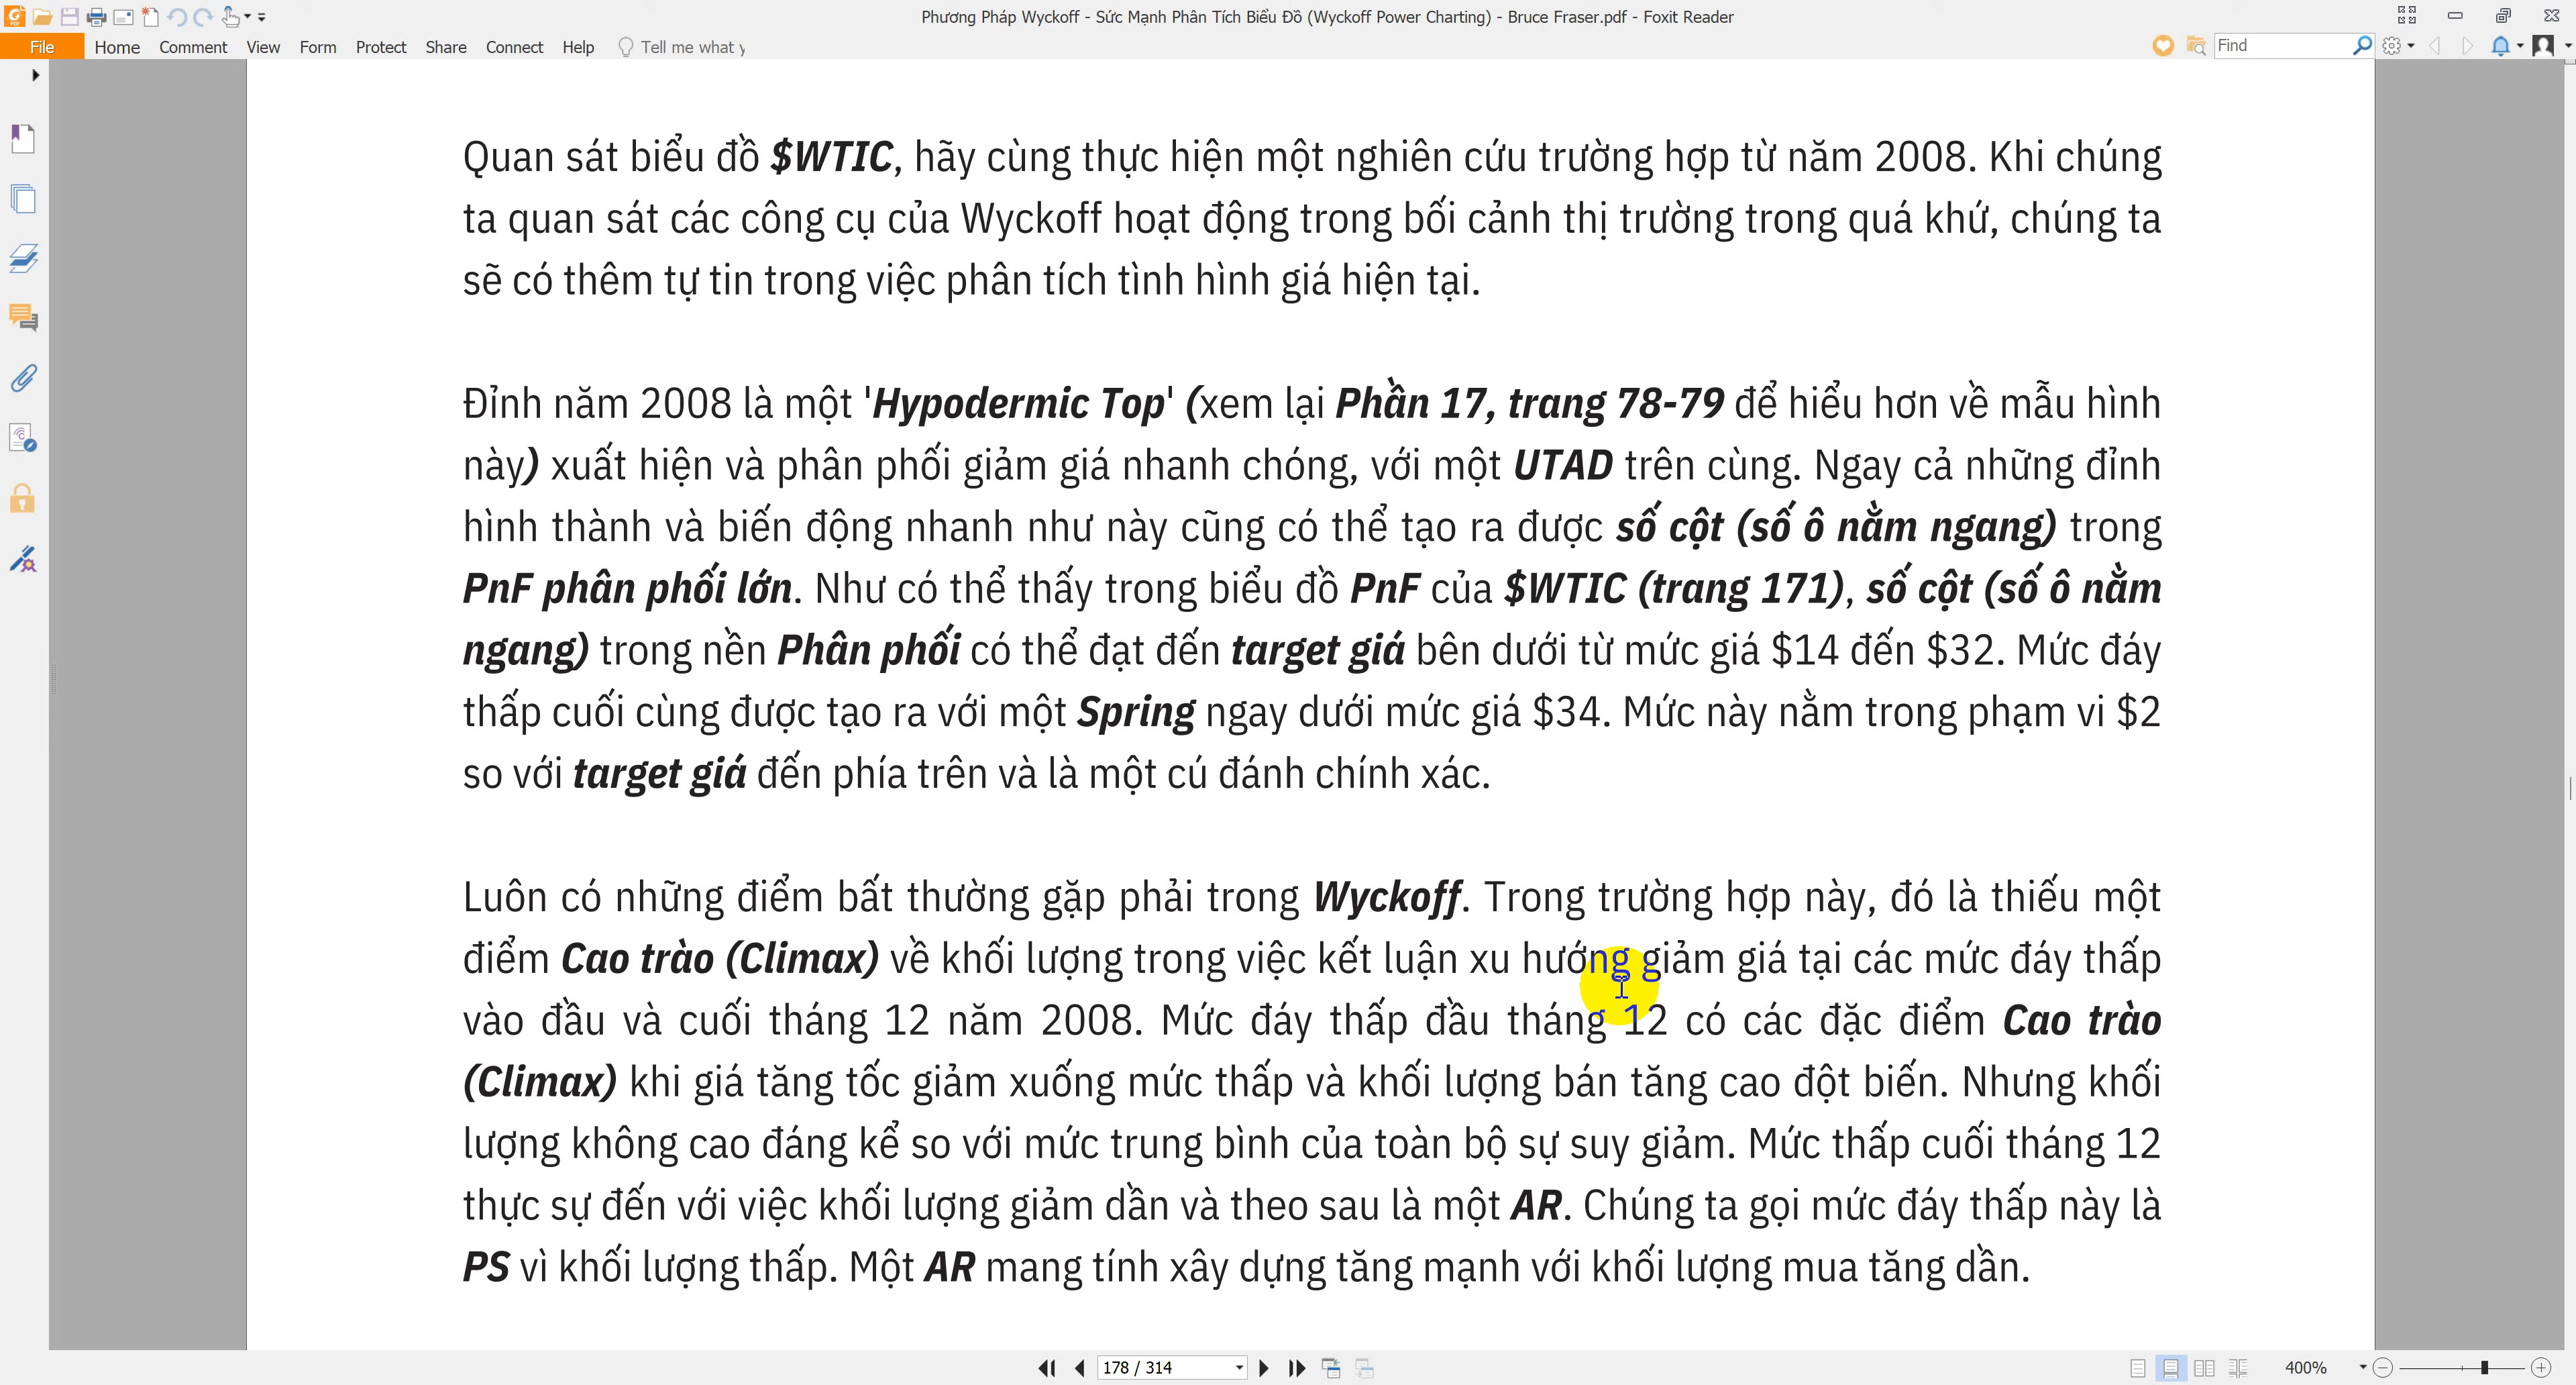 Phương Pháp Wyckoff - Sức Mạnh Phân Tích Biểu Đồ (Wyckoff Power Charting) - Bruce Fraser.pdf - Foxit Reader
File Home Comment View Form Protect Share Connect Help Tell me what y
Find
Quan sát biểu đồ $WTIC, hãy cùng thực hiện một nghiên cứu trường hợp từ năm 2008. Khi chúng
ta quan sát các công cụ của Wyckoff hoạt động trong bối cảnh thị trường trong quá khứ, chúng ta
sẽ có thêm tự tin trong việc phân tích tình hình giá hiện tại.
Đỉnh năm 2008 là một 'Hypodermic Top' (xem lại Phần 17, trang 78-79 để hiểu hơn về mẫu hình
này) xuất hiện và phân phối giảm giá nhanh chóng, với một UTAD trên cùng. Ngay cả những đỉnh
hình thành và biến động nhanh như này cũng có thể tạo ra được số cột (số ô nằm ngang) trong
PnF phân phối lớn. Như có thể thấy trong biểu đồ PnF của $WTIC (trang 171), số cột (số ô nằm
ngang) trong nền Phân phối có thể đạt đến target giá bên dưới từ mức giá $14 đến $32. Mức đáy
thấp cuối cùng được tạo ra với một Spring ngay dưới mức giá $34. Mức này nằm trong phạm vi $2
so với target giá đến phía trên và là một cú đánh chính xác.
Luôn có những điểm bất thường gặp phải trong Wyckoff. Trong trường hợp này, đó là thiếu một
điểm Cao trào (Climax) về khối lượng trong việc kết luận xu hướng giảm giá tại các mức đáy thấp
vào đầu và cuối tháng 12 năm 2008. Mức đáy thấp đầu tháng 12 có các đặc điểm Cao trào
(Climax) khi giá tăng tốc giảm xuống mức thấp và khối lượng bán tăng cao đột biến. Nhưng khối
lượng không cao đáng kể so với mức trung bình của toàn bộ sự suy giảm. Mức thấp cuối tháng 12
thực sự đến với việc khối lượng giảm dần và theo sau là một AR. Chúng ta gọi mức đáy thấp này là
PS vì khối lượng thấp. Một AR mang tính xây dựng tăng mạnh với khối lượng mua tăng dần.
178 / 314
400%